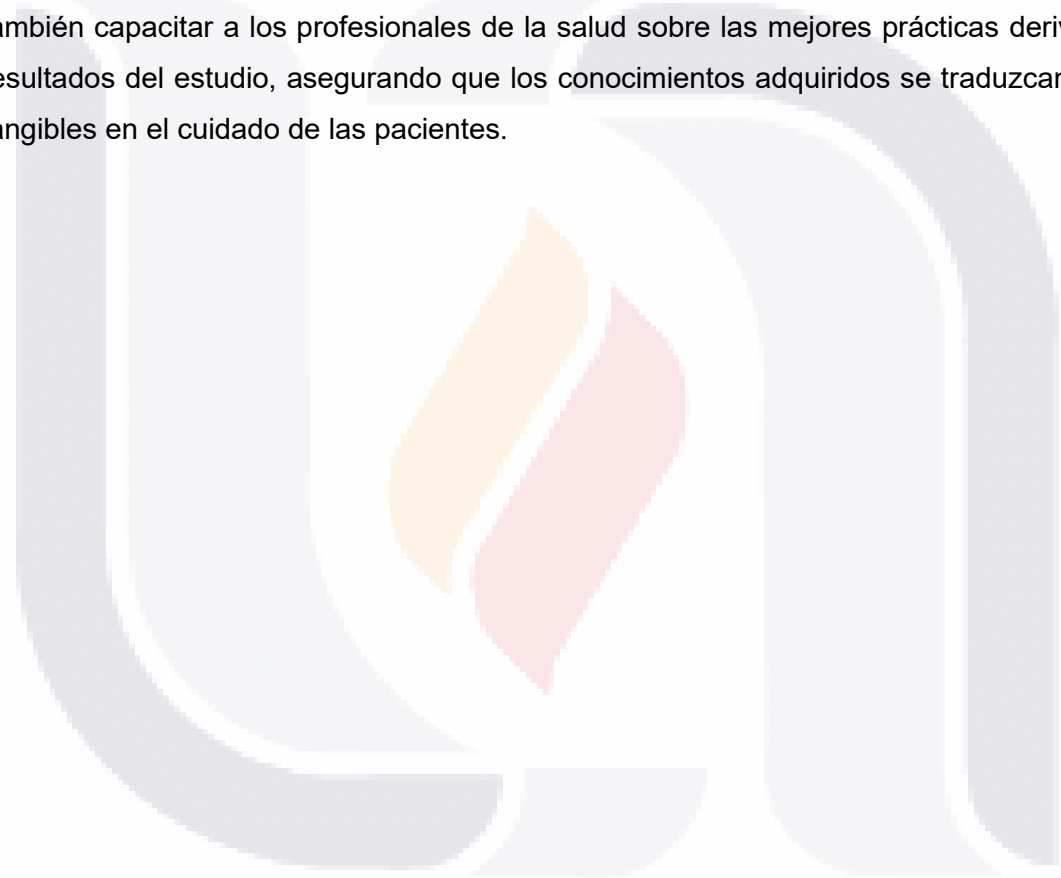 ambién capacitar a los profesionales de la salud sobre las mejores prácticas deri
esultados del estudio, asegurando que los conocimientos adquiridos se traduzcan
angibles en el cuidado de las pacientes.